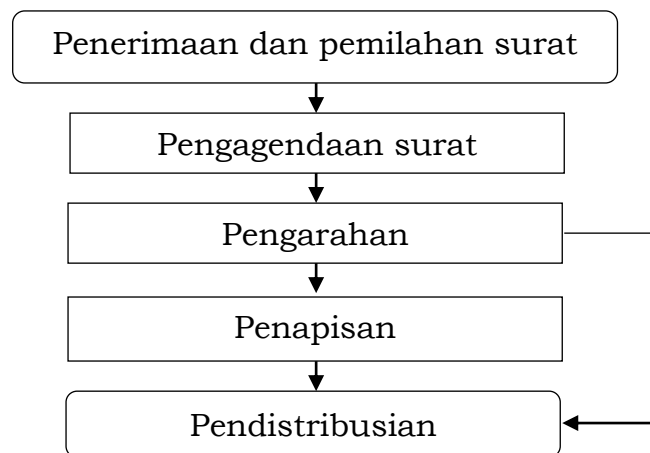 Penerimaan dan pemilahan surat
Pengagendaan surat
Pengarahan
Penapisan
Pendistribusian